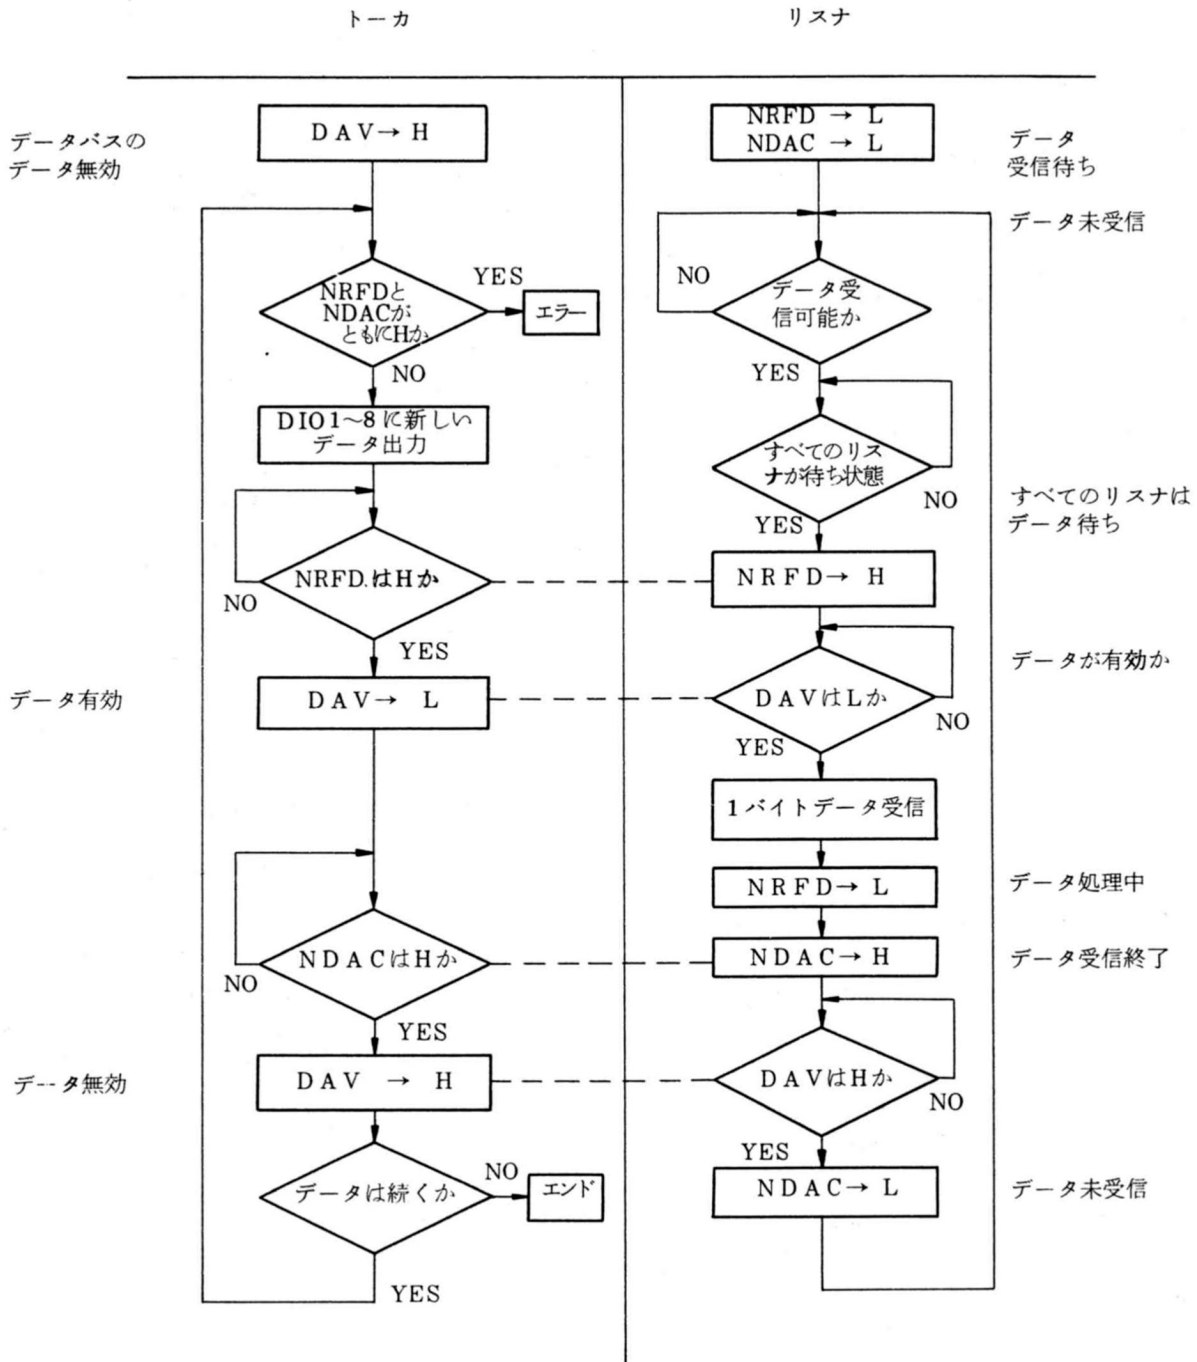 トーカ
リスナ
データバスの
データ無効
DAV→ H
NRFD → L
NDAC → L
データ
受信待ち
データ未受信
NRFDと
NDACが
ともにHか
YES
エラー
NO
データ受
信可能か
NO
YES
DIO1~8に新しい
データ出力
すべてのリス
ナが待ち状態
NO
YES
すべてのリスナは
データ待ち
NRFD.はHか
NO
YES
NRFD→ H
データ有効
DAV→ L
DAVはLか
NO
YES
データが有効か
1バイトデータ受信
NRFD→ L
データ処理中
NDACはHか
NO
YES
NDAC→ H
データ受信終了
データ無効
DAV → H
DAVはHか
NO
YES
データは続くか
NO
エンド
YES
NDAC→ L
データ未受信